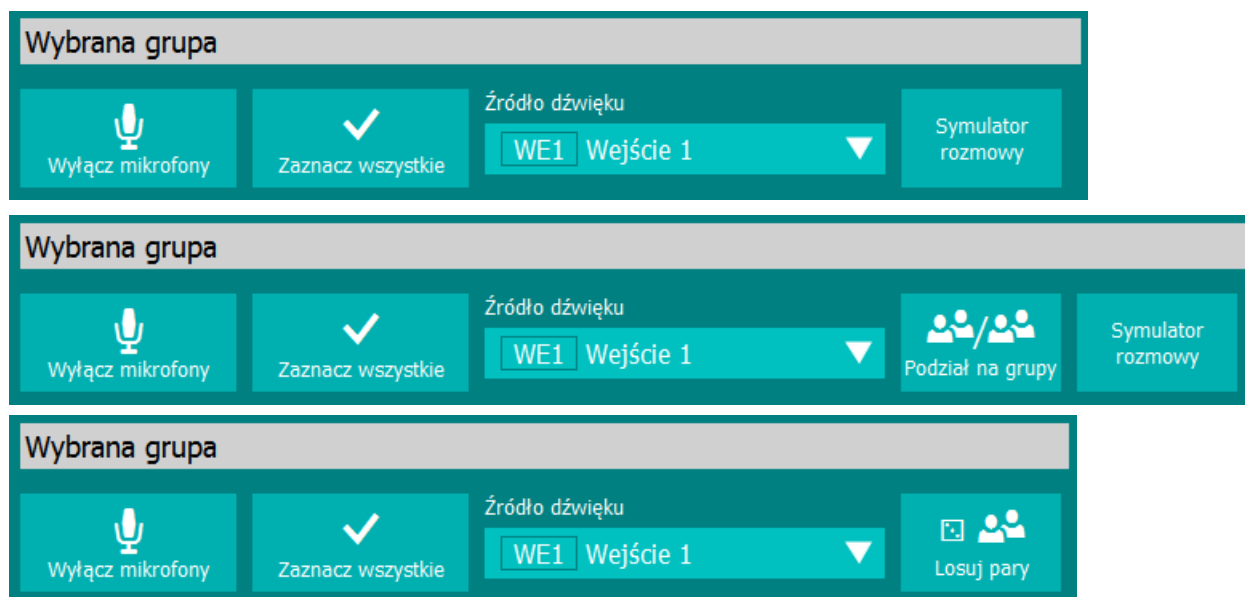 Wybrana grupa
Wyłącz mikrofony
Zaznacz wszystkie
Źródło dźwięku
WE1 Wejście 1
Symulator
rozmowy
Wybrana grupa
Wyłącz mikrofony
Zaznacz wszystkie
Źródło dźwięku
WE1 Wejście 1
Podział na grupy
Symulator
rozmowy
Wybrana grupa
Wyłącz mikrofony
Zaznacz wszystkie
Źródło dźwięku
WE1 Wejście 1
Losuj pary